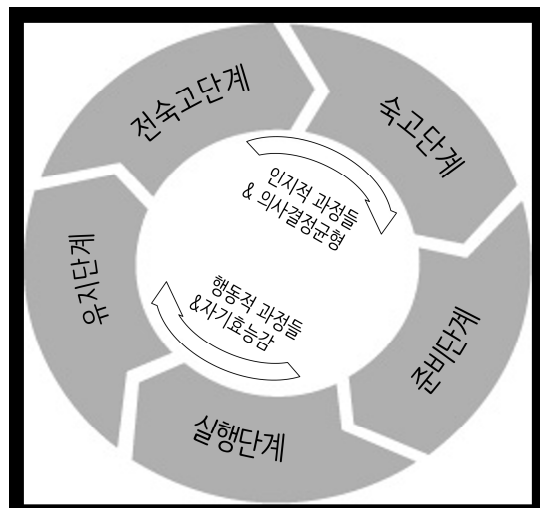 전숙고단계
숙고단계
인지적 과정들
& 의사결정균형
유지단계
행동적 과정들
&자기효능감
준비단계
실행단계